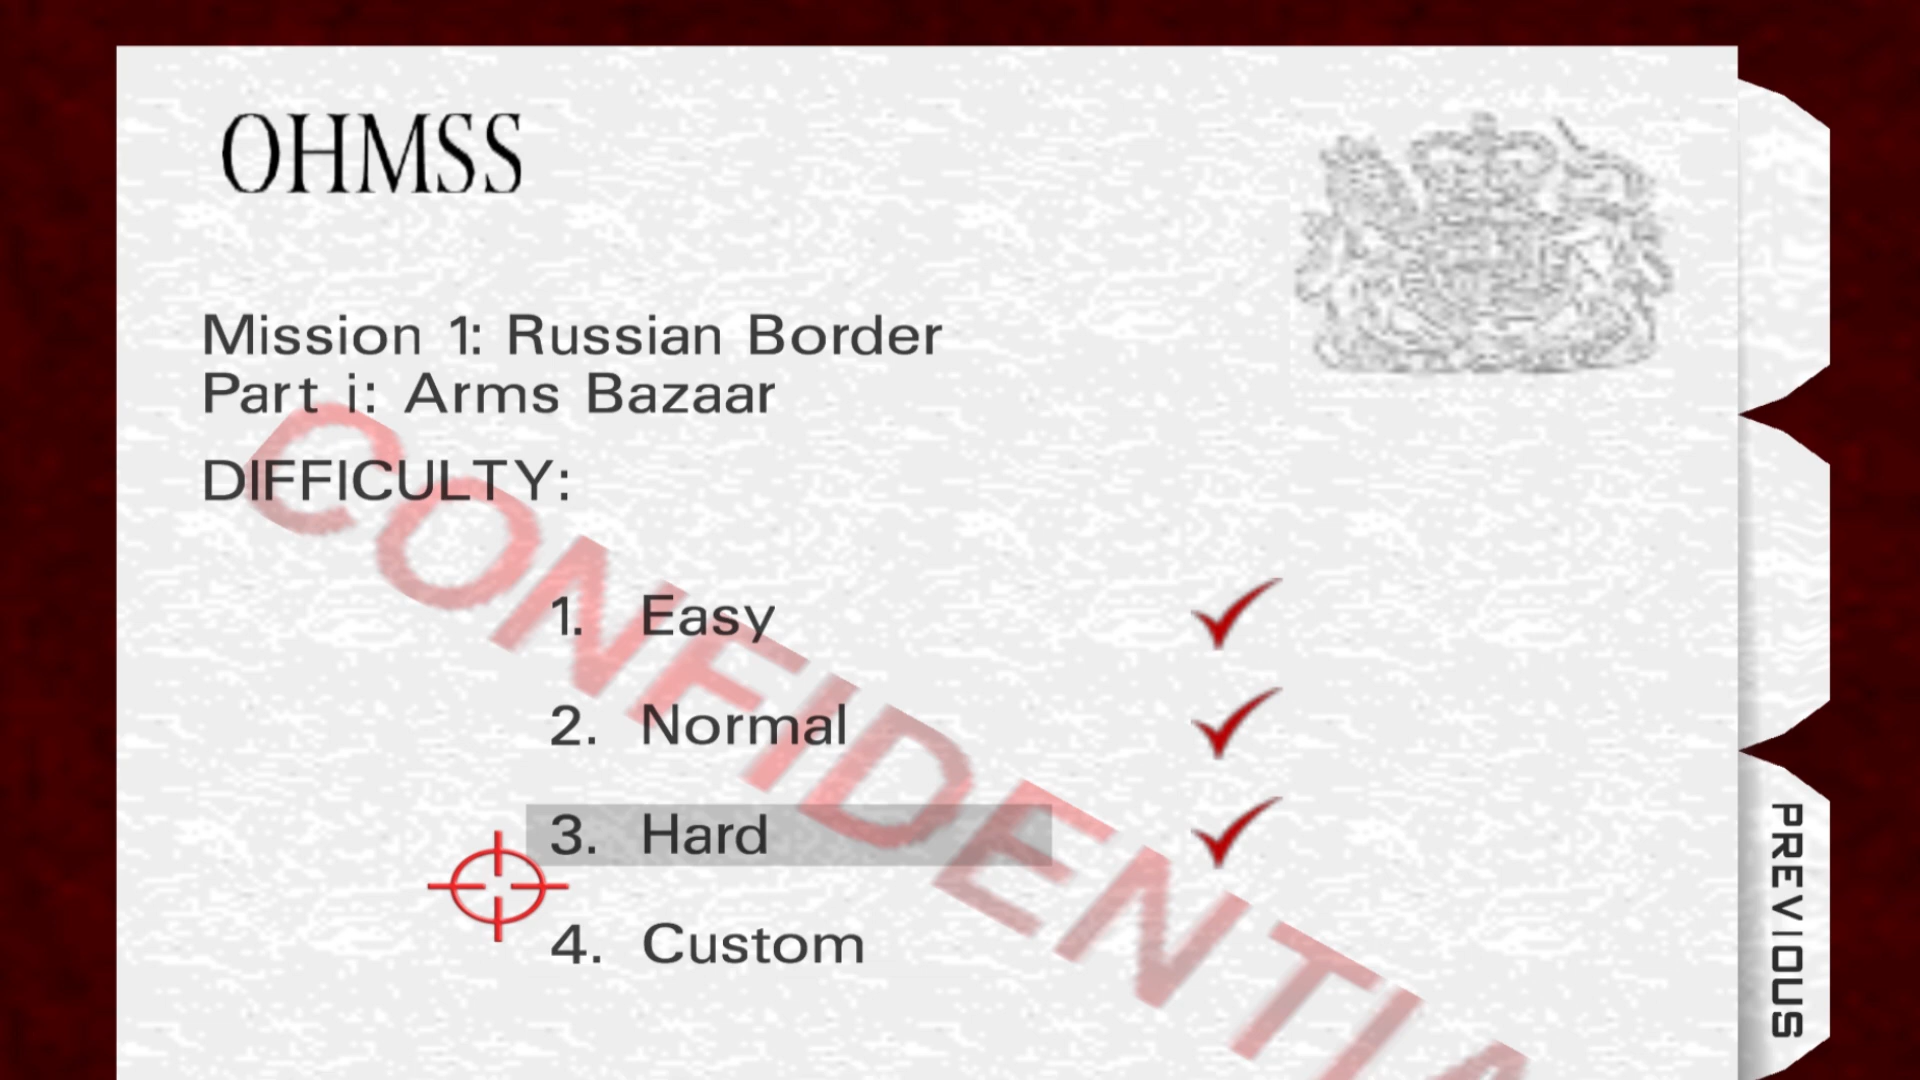 OHMSS
Mission 1: Russian Border
Part i: Arms Bazaar
DIFFICULTY:
1. Easy
2. Normal
3. Hard
4. Custom
CONFIDENTIA
PREVIOUS